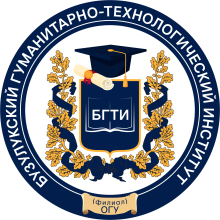 БУЗУЛУКСКИЙ ГУМАНИТАРНО-ТЕХНОЛОГИЧЕСКИЙ ИНСТИТУТ
БГТИ
(филиал)
ОГУ